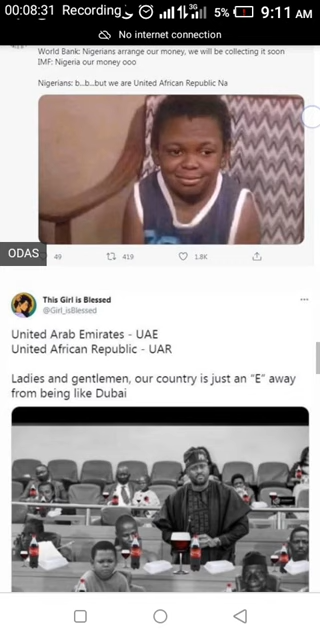 00:08:31 Recording 3G 5% 9:11 AM
No internet connection
World Bank: Nigerians arrange our money, we will be collecting it soon
IMF: Nigeria our money ooo
Nigerians: b...b...but we are United African Republic Na
ODAS
49 419 1.8K
This Girl is Blessed
@Girl_isBlessed
United Arab Emirates - UAE
United African Republic - UAR
Ladies and gentlemen, our country is just an "E" away
from being like Dubai